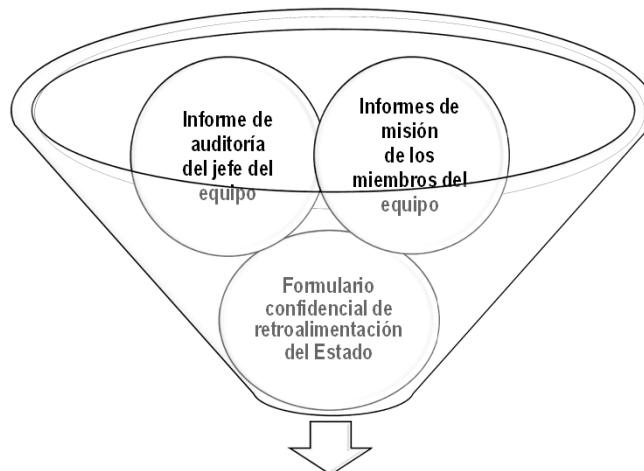 Informe de
auditoría
del jefe del
equipo
Informes de
misión
de los
miembros del
equipo
Formulario
confidencial de
retroalimentación
del Estado